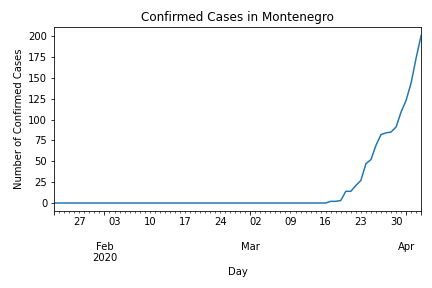 Confirmed Cases in Montenegro
200
175
150
125
100
75
50
25
0
Number of Confirmed Cases
27 03 10 17 24 02 09 16 23 30
Feb Mar Apr
2020
Day